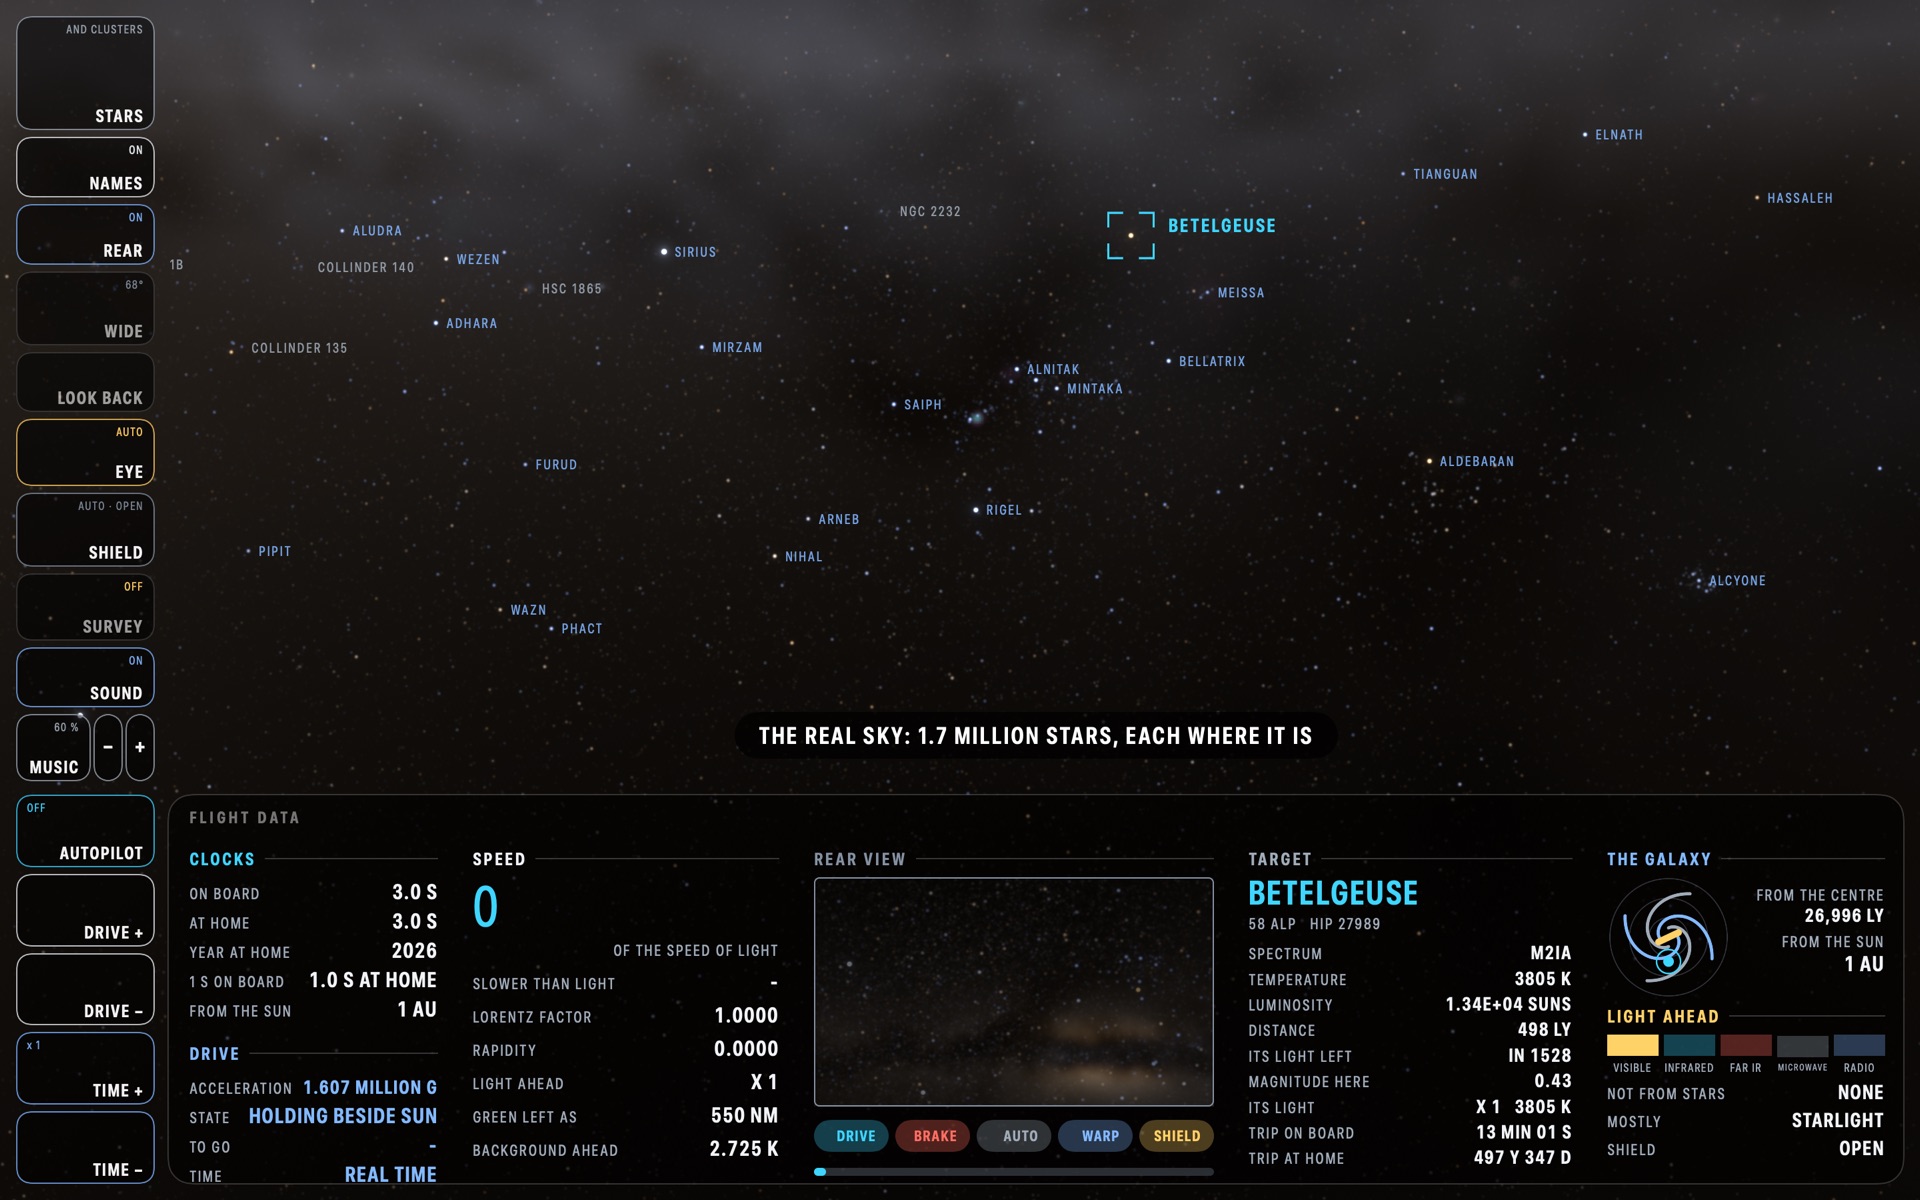 AND CLUSTERS
STARS
ON
NAMES
ON
REAR
68°
WIDE
LOOK BACK
AUTO
EYE
AUTO · OPEN
SHIELD
OFF
SURVEY
ON
SOUND
60 %
MUSIC
−
+
OFF
AUTOPILOT
DRIVE +
DRIVE −
x 1
TIME +
TIME −
ELNATH
TIANGUAN
HASSALEH
NGC 2232
BETELGEUSE
ALUDRA
SIRIUS
WEZEN
1B
COLLINDER 140
HSC 1865
MEISSA
ADHARA
COLLINDER 135
MIRZAM
BELLATRIX
ALNITAK
MINTAKA
SAIPH
FURUD
ALDEBARAN
RIGEL
ARNEB
PIPIT
NIHAL
ALCYONE
WAZN
PHACT
THE REAL SKY: 1.7 MILLION STARS, EACH WHERE IT IS
FLIGHT DATA
CLOCKS
ON BOARD 3.0 S
AT HOME 3.0 S
YEAR AT HOME 2026
1 S ON BOARD 1.0 S AT HOME
FROM THE SUN 1 AU
DRIVE
ACCELERATION 1.607 MILLION G
STATE HOLDING BESIDE SUN
TO GO -
TIME REAL TIME
SPEED
0
OF THE SPEED OF LIGHT
SLOWER THAN LIGHT -
LORENTZ FACTOR 1.0000
RAPIDITY 0.0000
LIGHT AHEAD X 1
GREEN LEFT AS 550 NM
BACKGROUND AHEAD 2.725 K
REAR VIEW
DRIVE BRAKE AUTO WARP SHIELD
TARGET
BETELGEUSE
58 ALP · HIP 27989
SPECTRUM M2IA
TEMPERATURE 3805 K
LUMINOSITY 1.34E+04 SUNS
DISTANCE 498 LY
ITS LIGHT LEFT IN 1528
MAGNITUDE HERE 0.43
ITS LIGHT X 1 3805 K
TRIP ON BOARD 13 MIN 01 S
TRIP AT HOME 497 Y 347 D
THE GALAXY
FROM THE CENTRE
26,996 LY
FROM THE SUN
1 AU
LIGHT AHEAD
VISIBLE INFRARED FAR IR MICROWAVE RADIO
NOT FROM STARS NONE
MOSTLY STARLIGHT
SHIELD OPEN